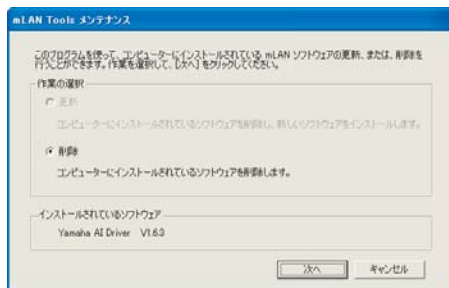 mLAN Tools メンテナンス
このプログラムを使って、コンピューターにインストールされている mLAN ソフトウェアの更新、または、削除を
行うことができます。作業を選択して、[次へ] をクリックしてください。
作業の選択
更新
コンピューターにインストールされているソフトウェアを削除し、新しいソフトウェアをインストールします。
削除
コンピューターにインストールされているソフトウェアを削除します。
インストールされているソフトウェア
Yamaha AI Driver V1.63
次へ
キャンセル